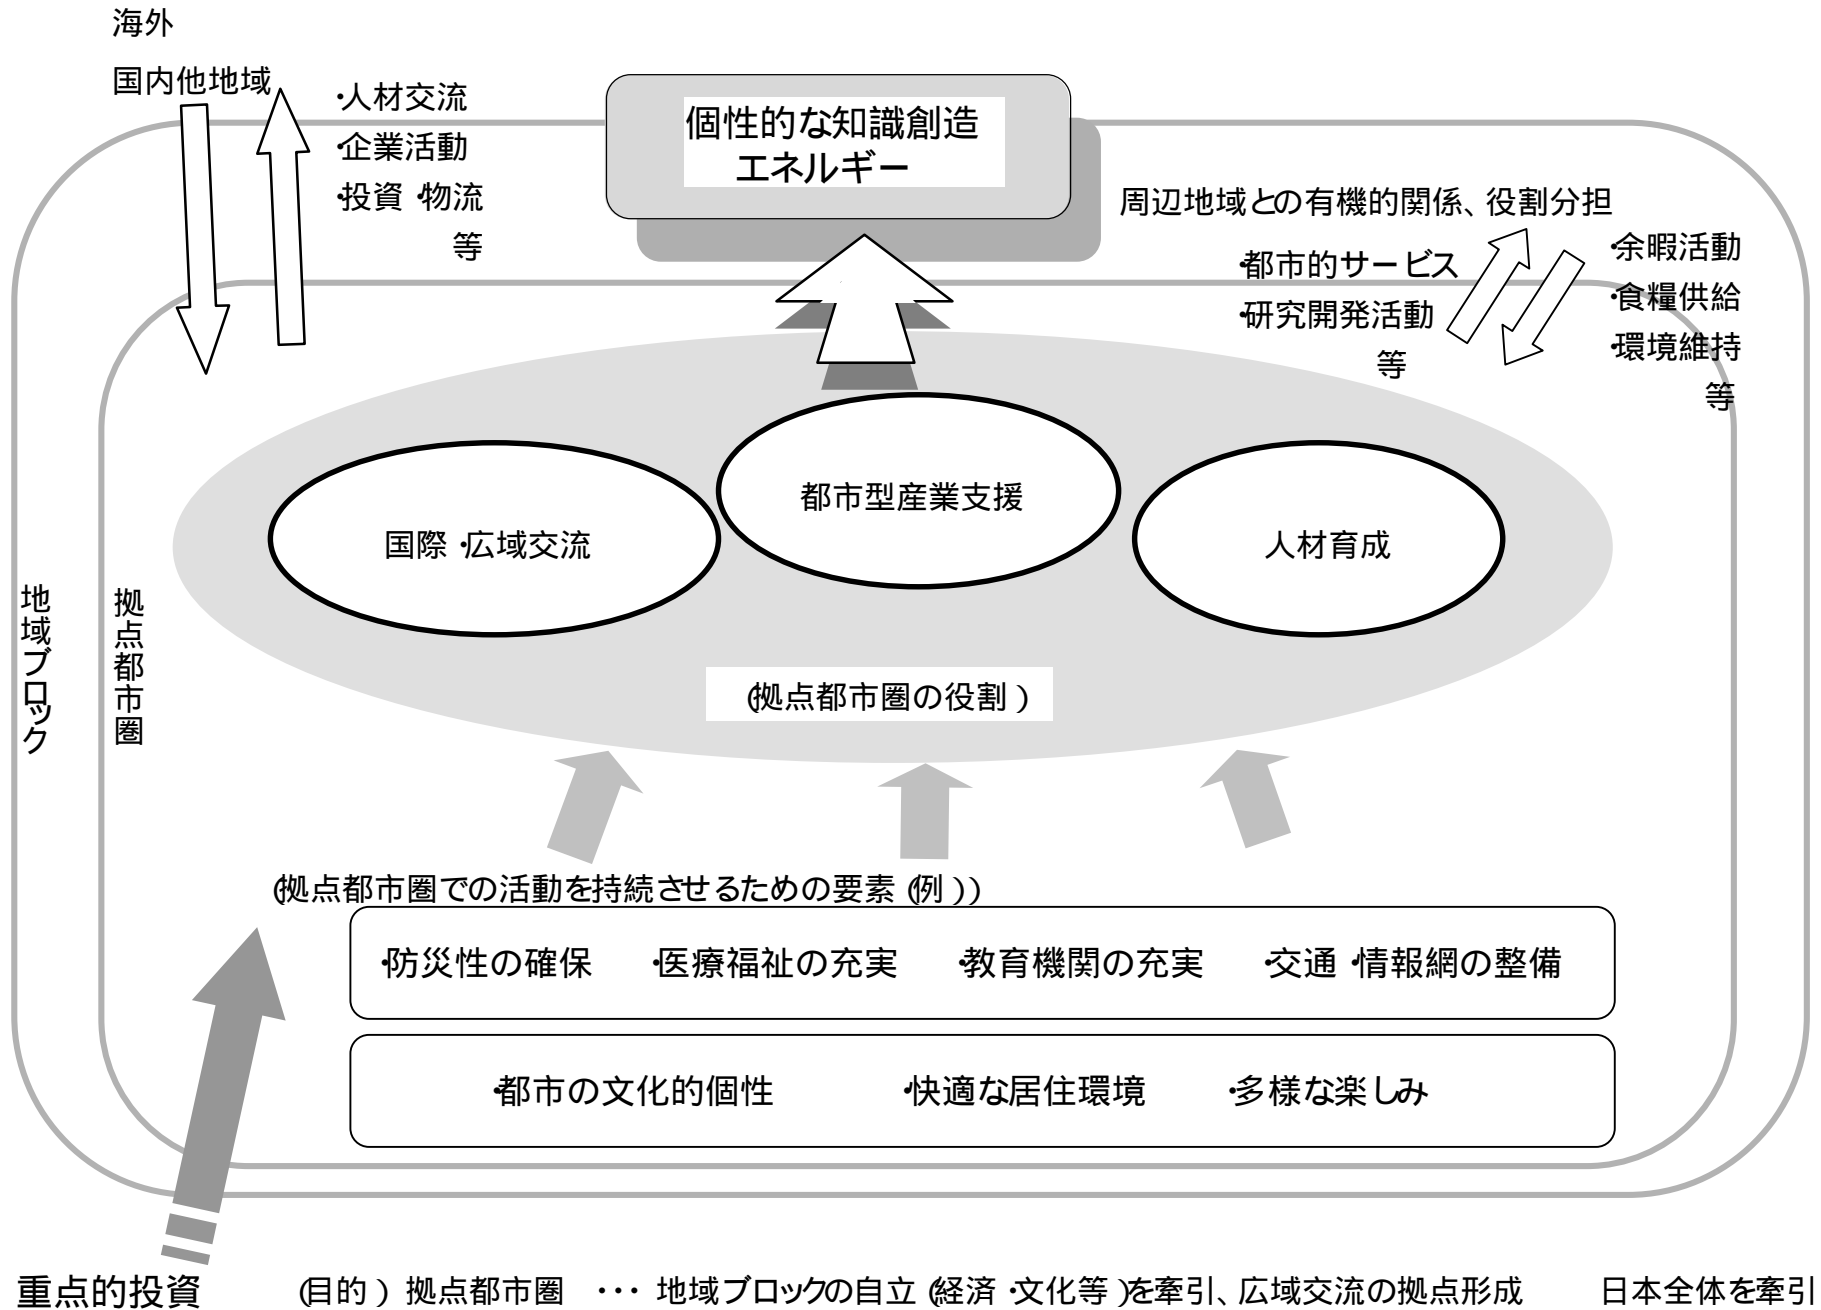 海外
国内他地域
・人材交流
・企業活動
・投資・物流
等
個性的な知識創造
エネルギー
周辺地域との有機的関係、役割分担
・都市的サービス
・研究開発活動
等
・余暇活動
・食糧供給
・環境維持
等
都市型産業支援
国際・広域交流
人材育成
地域ブロック
拠点都市圏
(拠点都市圏の役割)
(拠点都市圏での活動を持続させるための要素(例))
・防災性の確保 ・医療福祉の充実 ・教育機関の充実 ・交通・情報網の整備
・都市の文化的個性 ・快適な居住環境 ・多様な楽しみ
重点的投資 (目的) 拠点都市圏 ・・・ 地域ブロックの自立(経済・文化等)を牽引、広域交流の拠点形成 日本全体を牽引